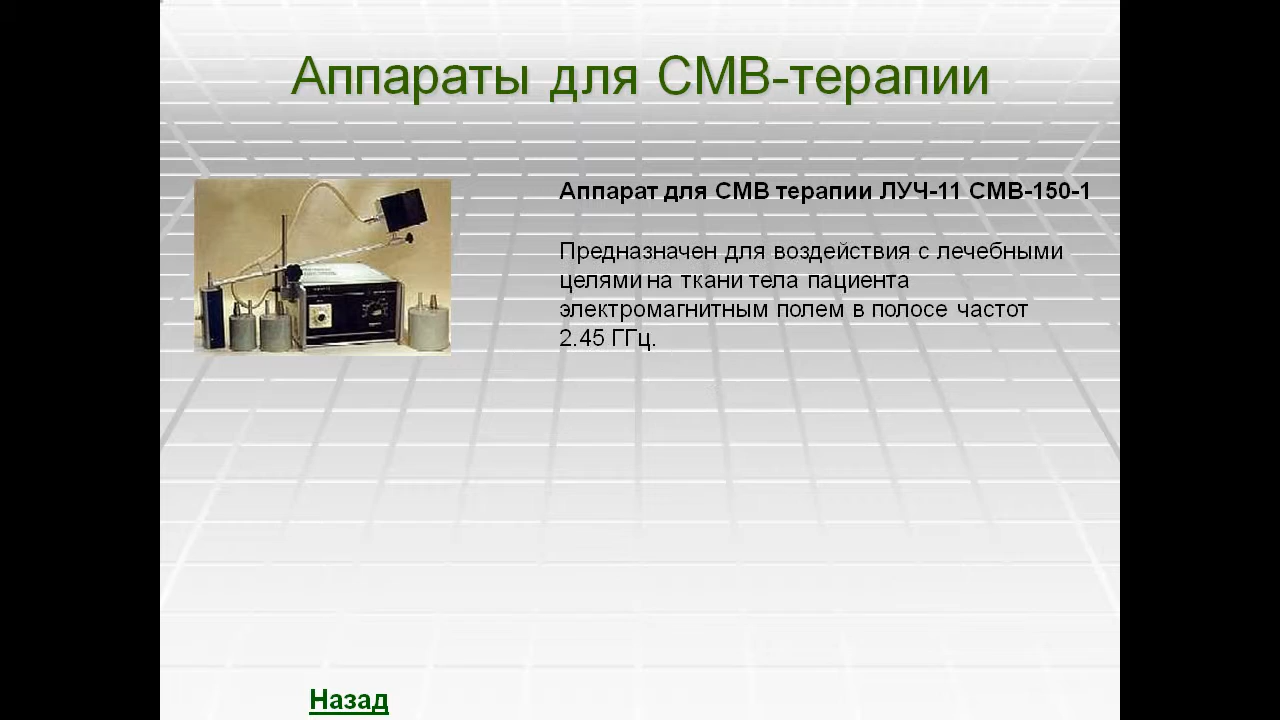 Аппараты для СМВ-терапии
Аппарат для СМВ терапии ЛУЧ-11 СМВ-150-1
Предназначен для воздействия с лечебными
целями на ткани тела пациента
электромагнитным полем в полосе частот
2.45 ГГц.
Назад